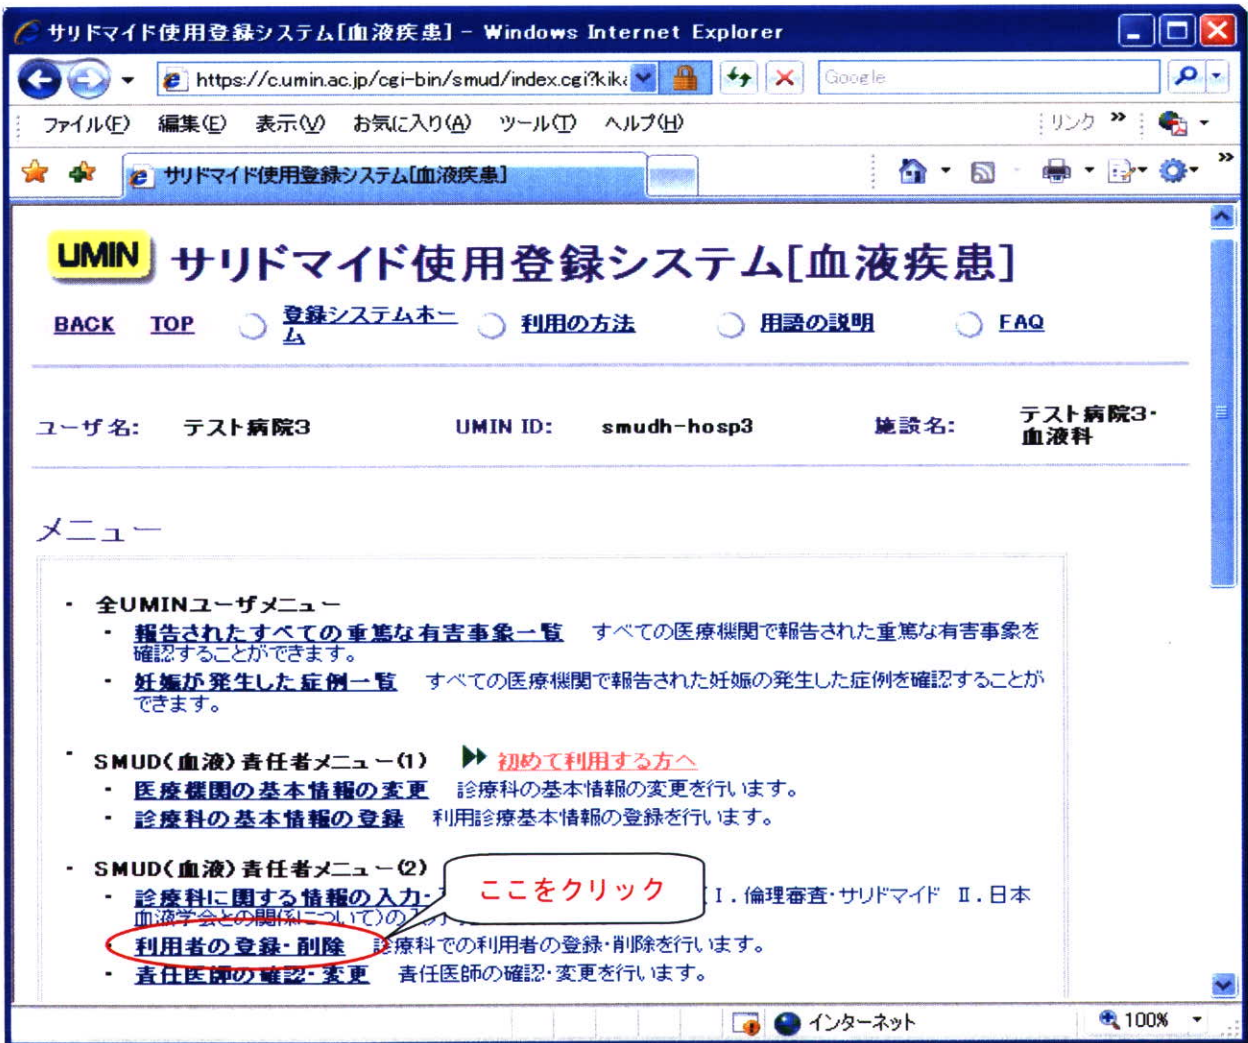 サリドマイド使用登録システム[血液疾患] - Windows Internet Explorer
https://c.umin.ac.jp/cgi-bin/smud/index.cgi?kik
Google
ファイル(F) 編集(E) 表示(V) お気に入り(A) ツール(T) ヘルプ(H) リンク »
サリドマイド使用登録システム[血液疾患] »
UMIN サリドマイド使用登録システム[血液疾患]
BACK TOP 登録システムホーム 利用の方法 用語の説明 FAQ
ユーザ名: テスト病院3 UMIN ID: smudh-hosp3 施設名: テスト病院3・
血液科
メニュー
・ 全UMINユーザメニュー
・ 報告されたすべての重篤な有害事象一覧 すべての医療機関で報告された重篤な有害事象を
確認することができます。
・ 妊娠が発生した症例一覧 すべての医療機関で報告された妊娠の発生した症例を確認することが
できます。
・ SMUD(血液)責任者メニュー(1) 初めて利用する方へ
・ 医療機関の基本情報の変更 診療科の基本情報の変更を行います。
・ 診療科の基本情報の登録 利用診療基本情報の登録を行います。
・ SMUD(血液)責任者メニュー(2)
ここをクリック
・ 診療科に関する情報の入力・ Ⅰ.倫理審査・サリドマイド Ⅱ.日本
血液学会との関係について)の入力
・ 利用者の登録・削除 診療科での利用者の登録・削除を行います。
・ 責任医師の確認・変更 責任医師の確認・変更を行います。
インターネット 100%